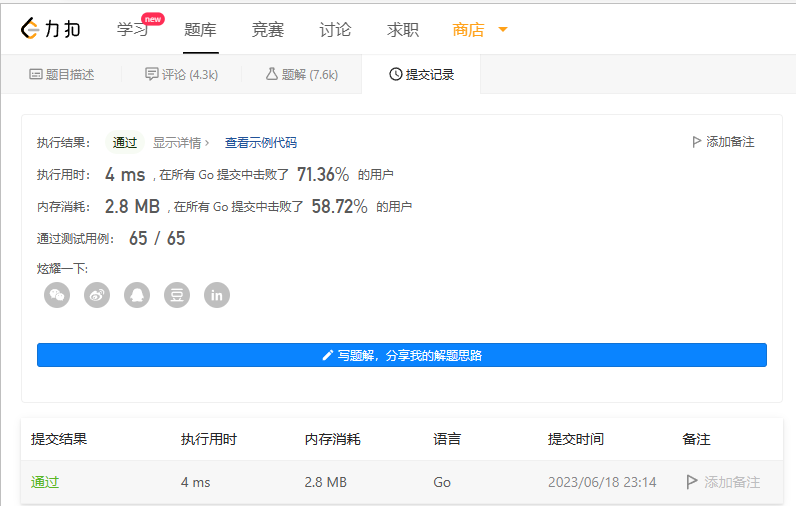 力扣 学习 new 题库 竞赛 讨论 求职 商店
题目描述 评论 (4.3k) 题解 (7.6k) 提交记录
执行结果： 通过 显示详情 › 查看示例代码 添加备注
执行用时： 4 ms , 在所有 Go 提交中击败了 71.36% 的用户
内存消耗： 2.8 MB , 在所有 Go 提交中击败了 58.72% 的用户
通过测试用例： 65 / 65
炫耀一下:
豆 in
写题解，分享我的解题思路
提交结果 执行用时 内存消耗 语言 提交时间 备注
通过 4 ms 2.8 MB Go 2023/06/18 23:14 添加备注